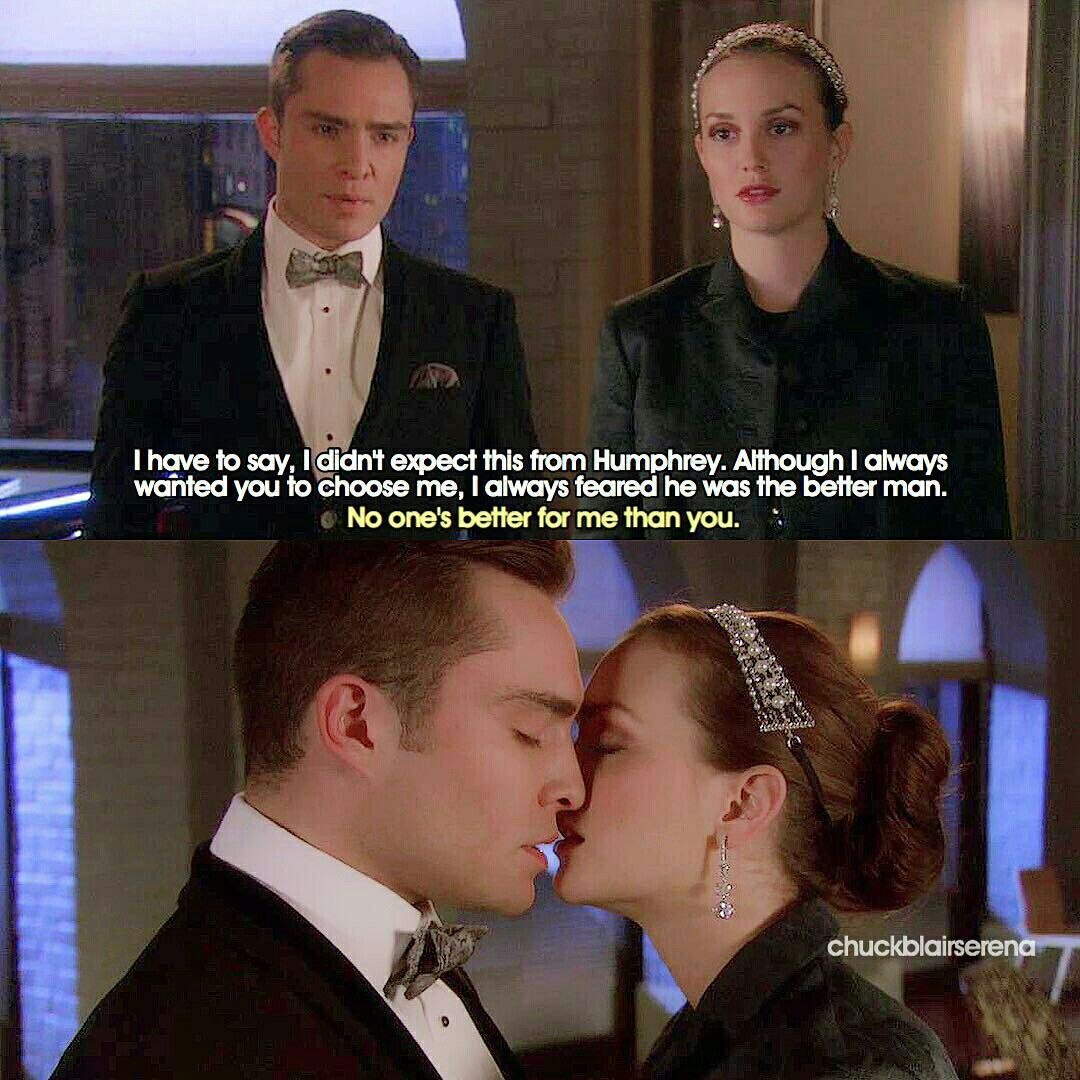 I have to say, I didn't expect this from Humphrey. Although I always
wanted you to choose me, I always feared he was the better man.
No one's better for me than you.
chuckblairserena